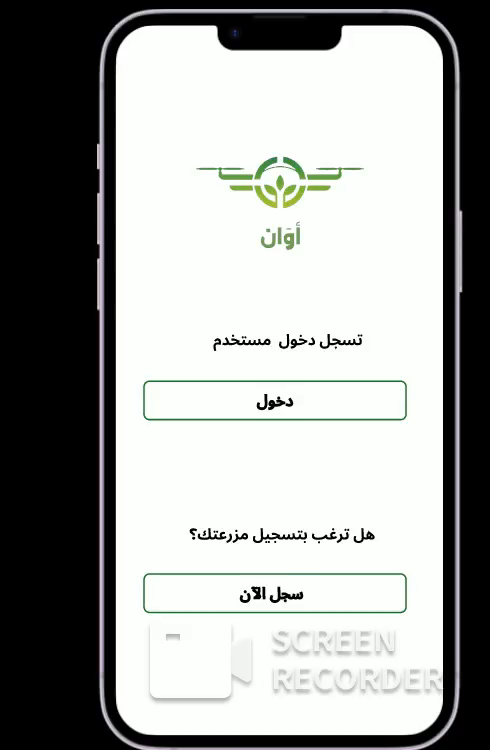 أوان
تسجل دخول مستخدم
دخول
هل ترغب بتسجيل مزرعتك؟
سجل الآن
SCREEN
RECORDER